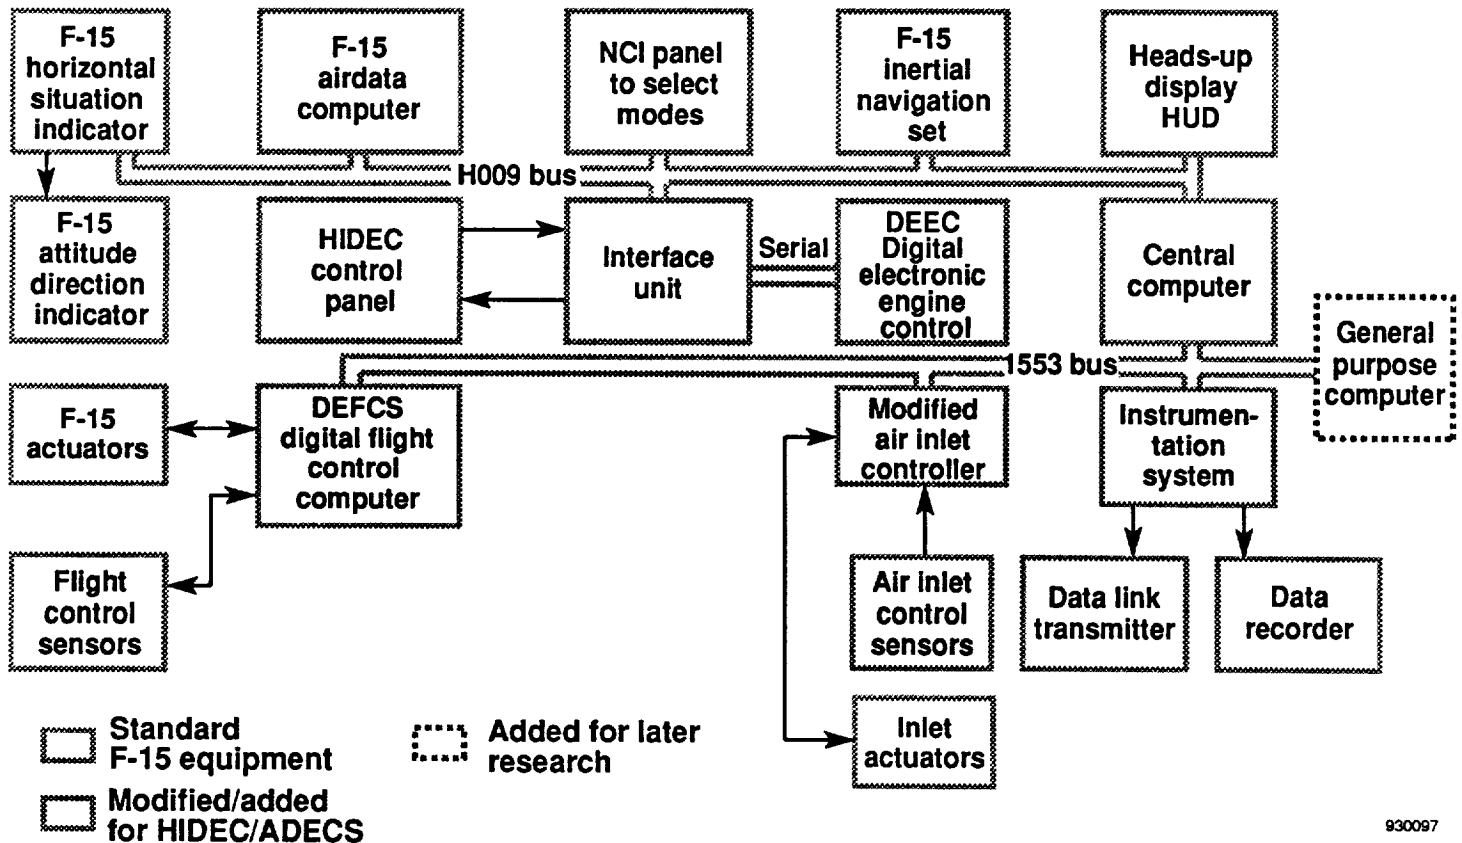 F-15
horizontal
situation
indicator
F-15
airdata
computer
NCI panel
to select
modes
F-15
inertial
navigation
set
Heads-up
display
HUD
H009 bus
F-15
attitude
direction
indicator
HIDEC
control
panel
Interface
unit
Serial
DEEC
Digital
electronic
engine
control
Central
computer
General
purpose
computer
1553 bus
F-15
actuators
DEFCS
digital flight
control
computer
Modified
air inlet
controller
Instrumen-
tation
system
Flight
control
sensors
Air inlet
control
sensors
Data link
transmitter
Data
recorder
Inlet
actuators
Standard
F-15 equipment
Added for later
research
Modified/added
for HIDEC/ADECS
930097